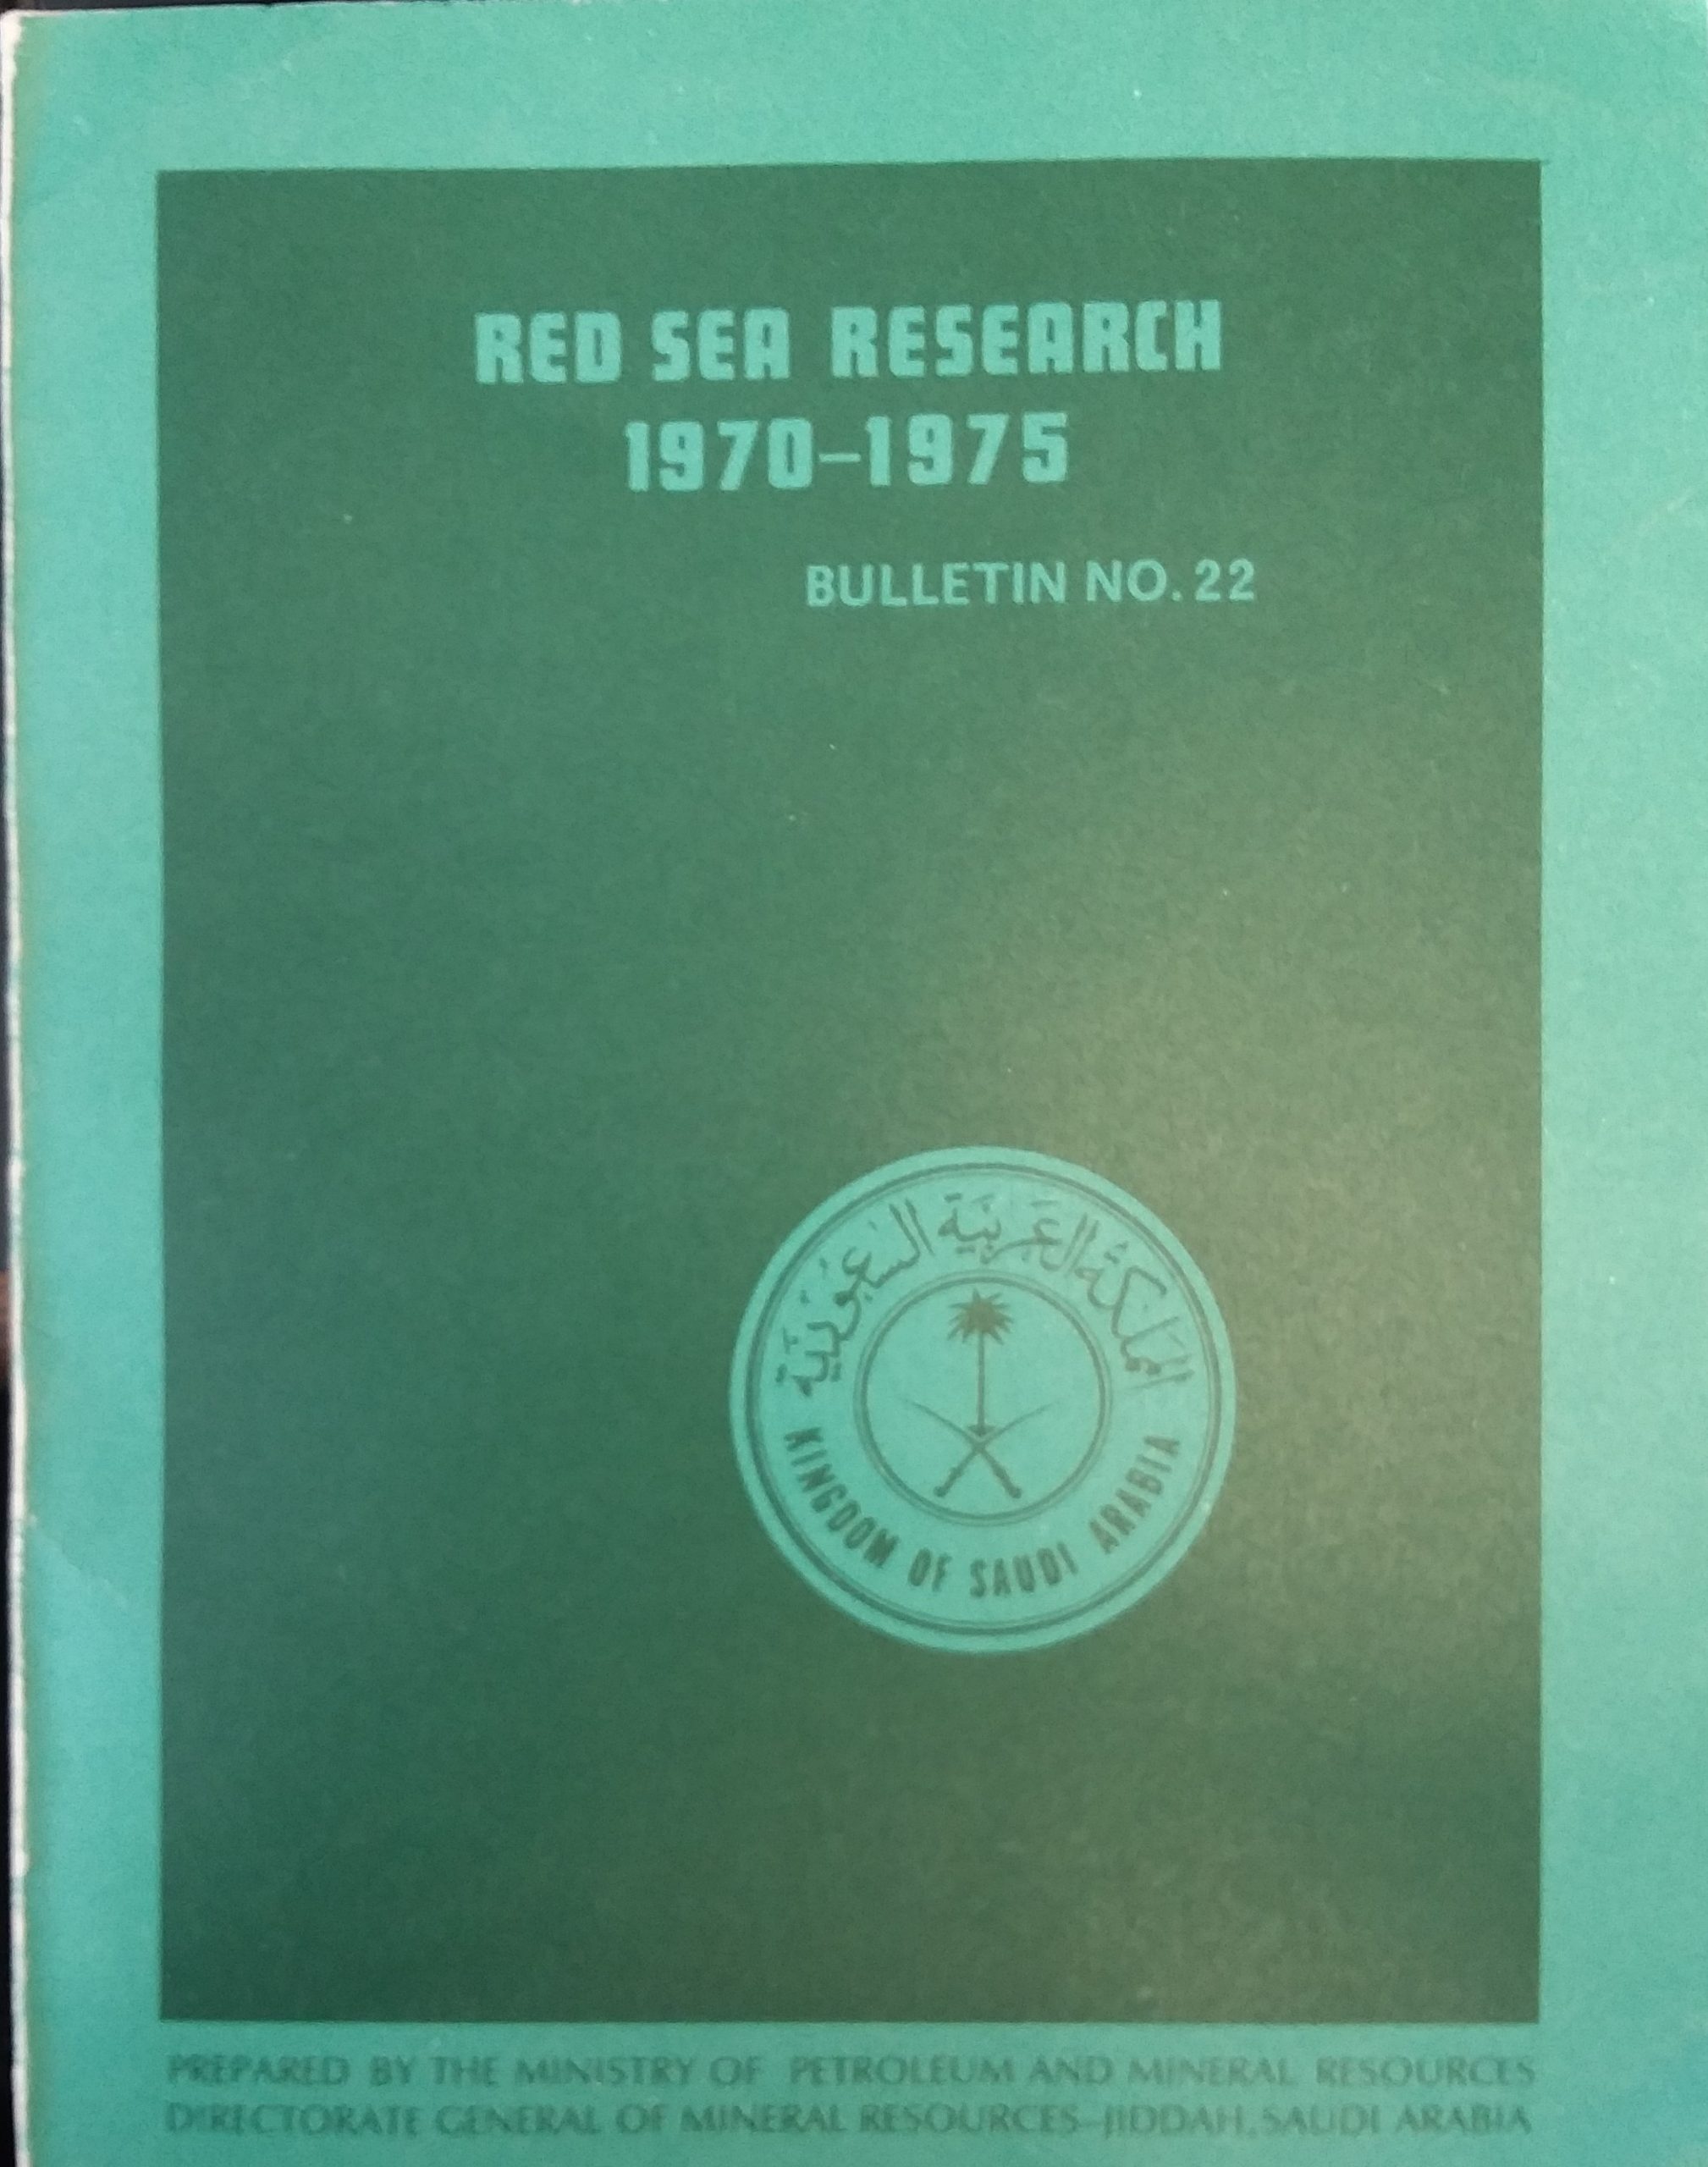 RED SEA RESEARCH
1970–1975
BULLETIN NO. 22
المملكة العربية السعودية
KINGDOM OF SAUDI ARABIA
PREPARED BY THE MINISTRY OF PETROLEUM AND MINERAL RESOURCES
DIRECTORATE GENERAL OF MINERAL RESOURCES–JIDDAH, SAUDI ARABIA